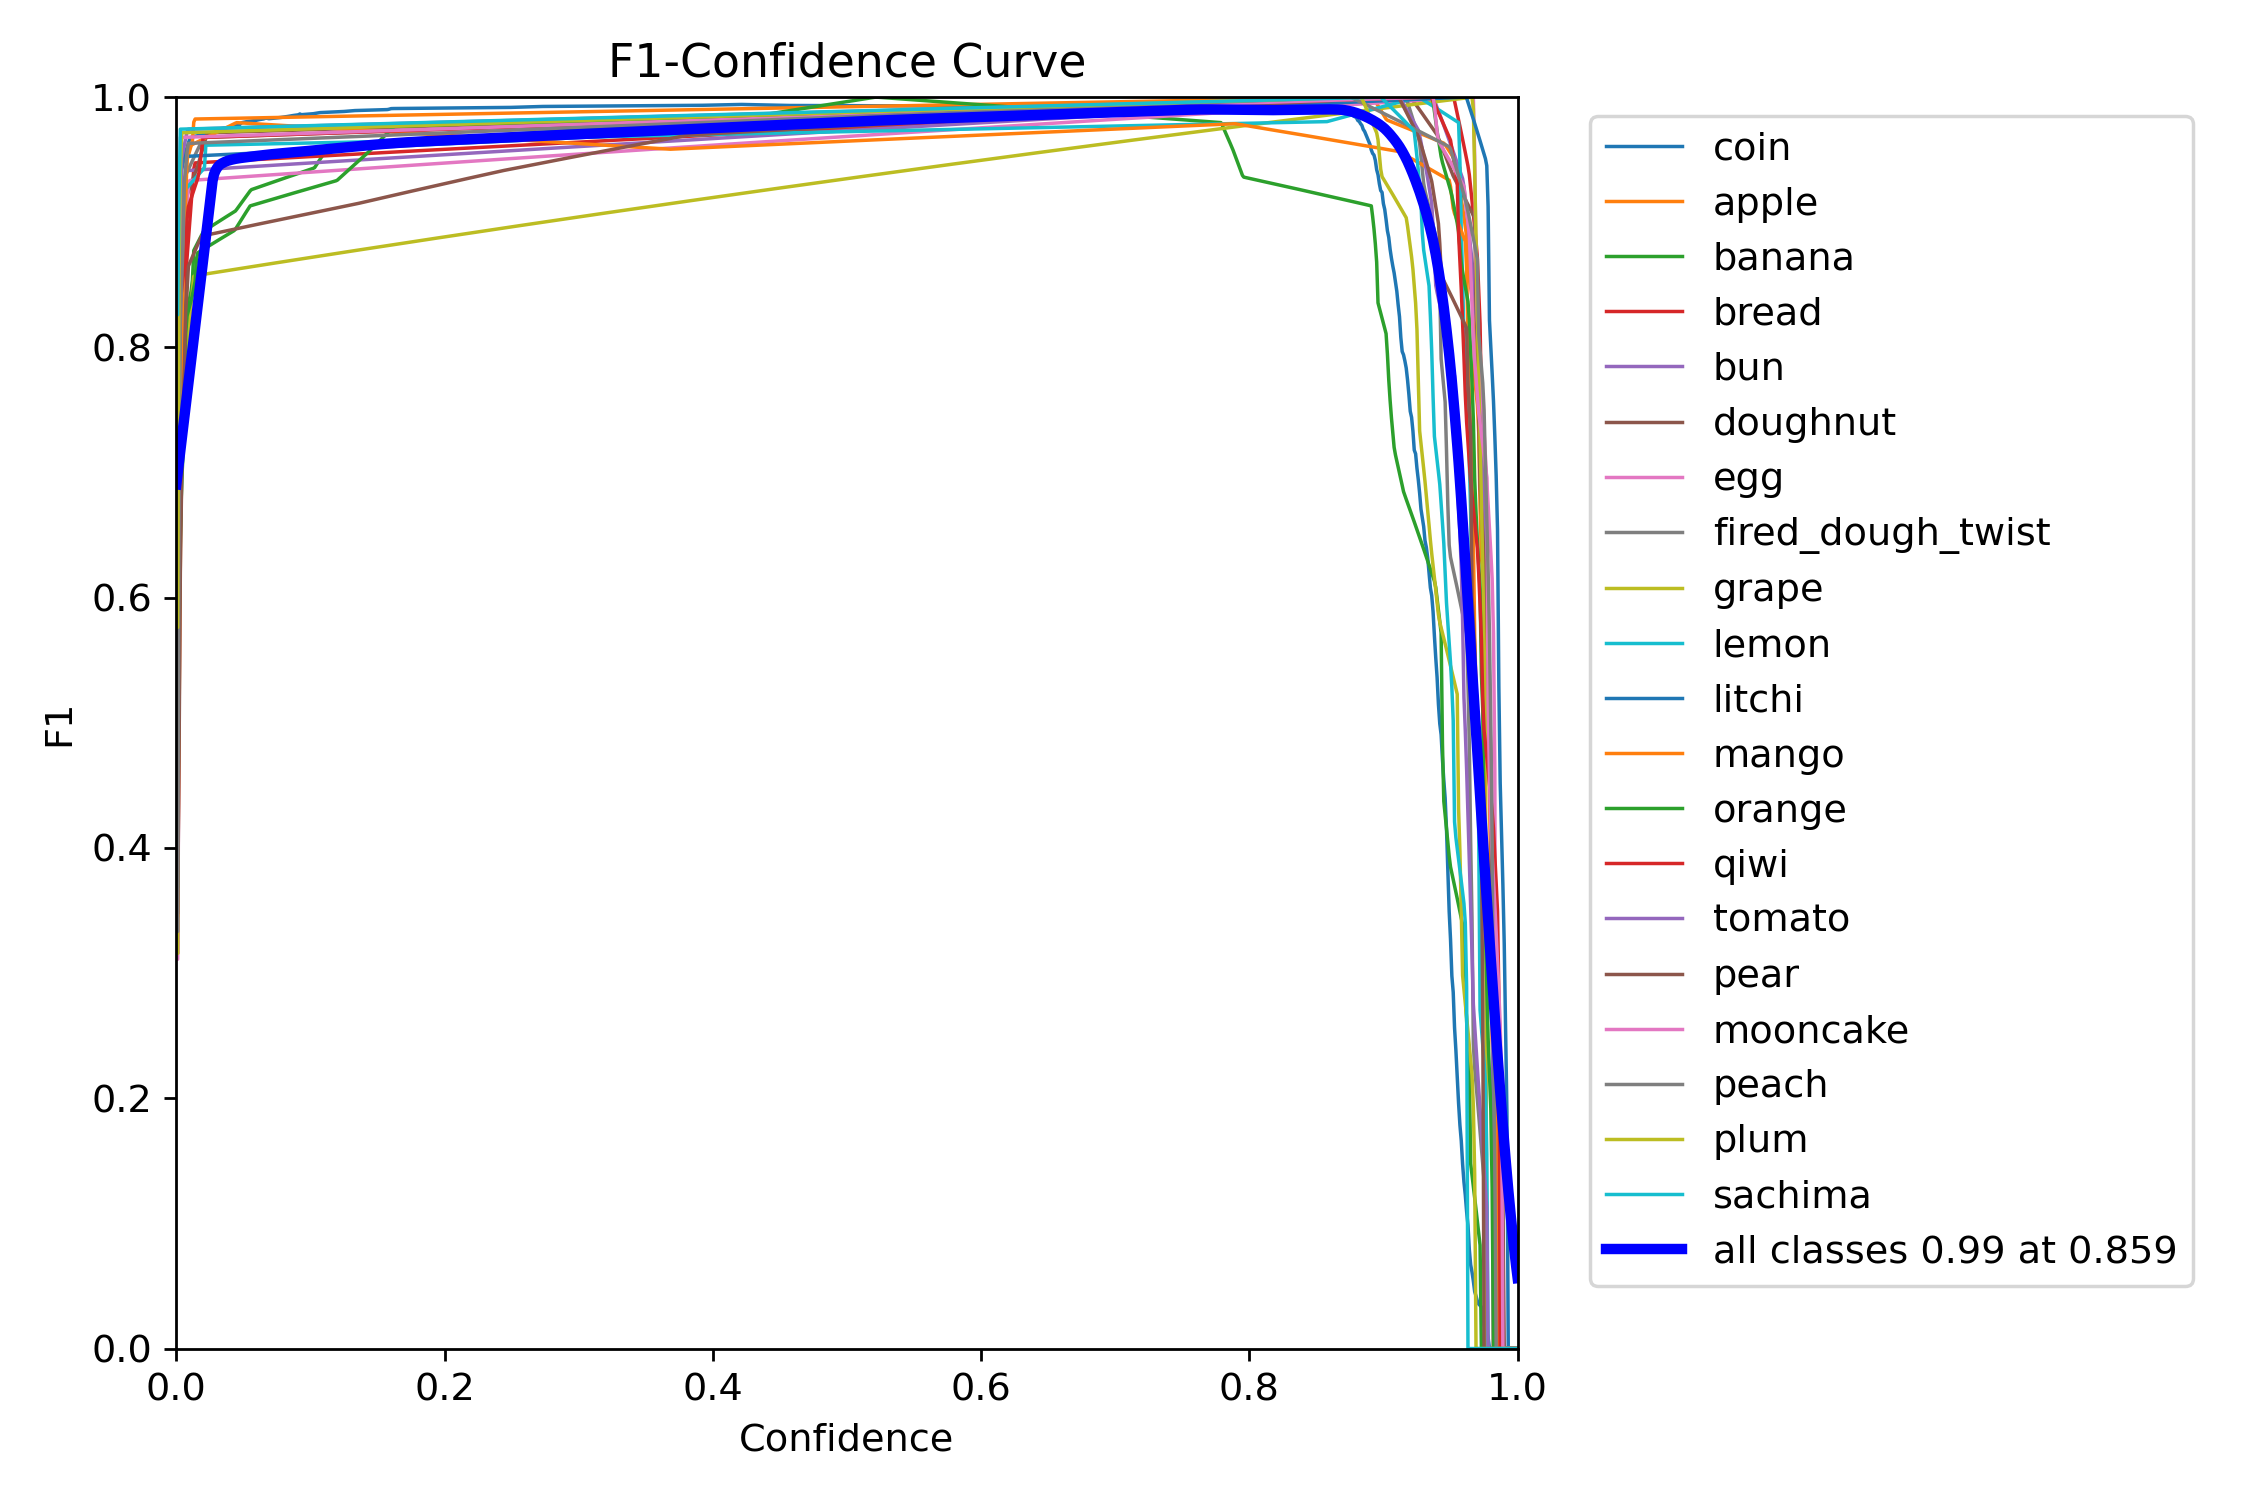 F1-Confidence Curve
1.0
0.8
0.6
0.4
0.2
0.0
F1
0.0 0.2 0.4 0.6 0.8 1.0
Confidence
coin
apple
banana
bread
bun
doughnut
egg
fired_dough_twist
grape
lemon
litchi
mango
orange
qiwi
tomato
pear
mooncake
peach
plum
sachima
all classes 0.99 at 0.859